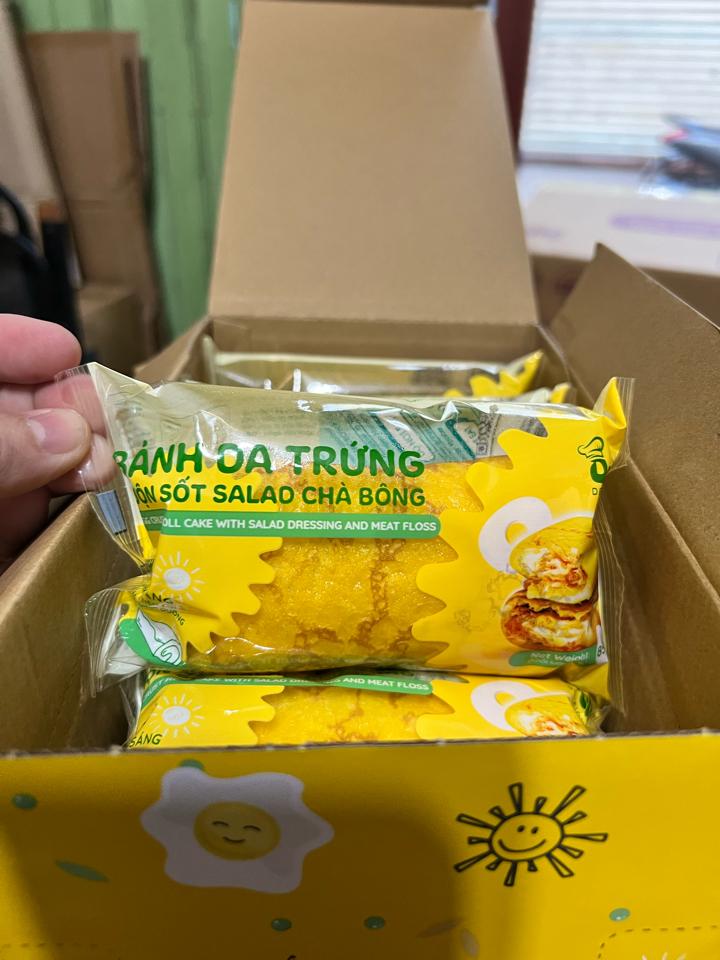 BÁNH DA TRỨNG
SỐT SALAD CHÀ BÔNG
ROLL CAKE WITH SALAD DRESSING AND MEAT FLOSS
Net Weight
CAKE WITH SALAD
AND MEAT FLOSS
SÁNG